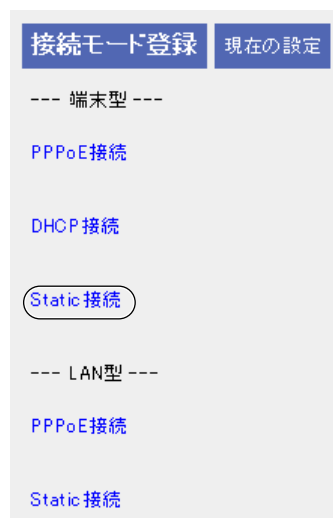 接続モード登録 現在の設定
--- 端末型 ---
PPPoE接続
DHCP接続
Static接続
--- LAN型 ---
PPPoE接続
Static接続